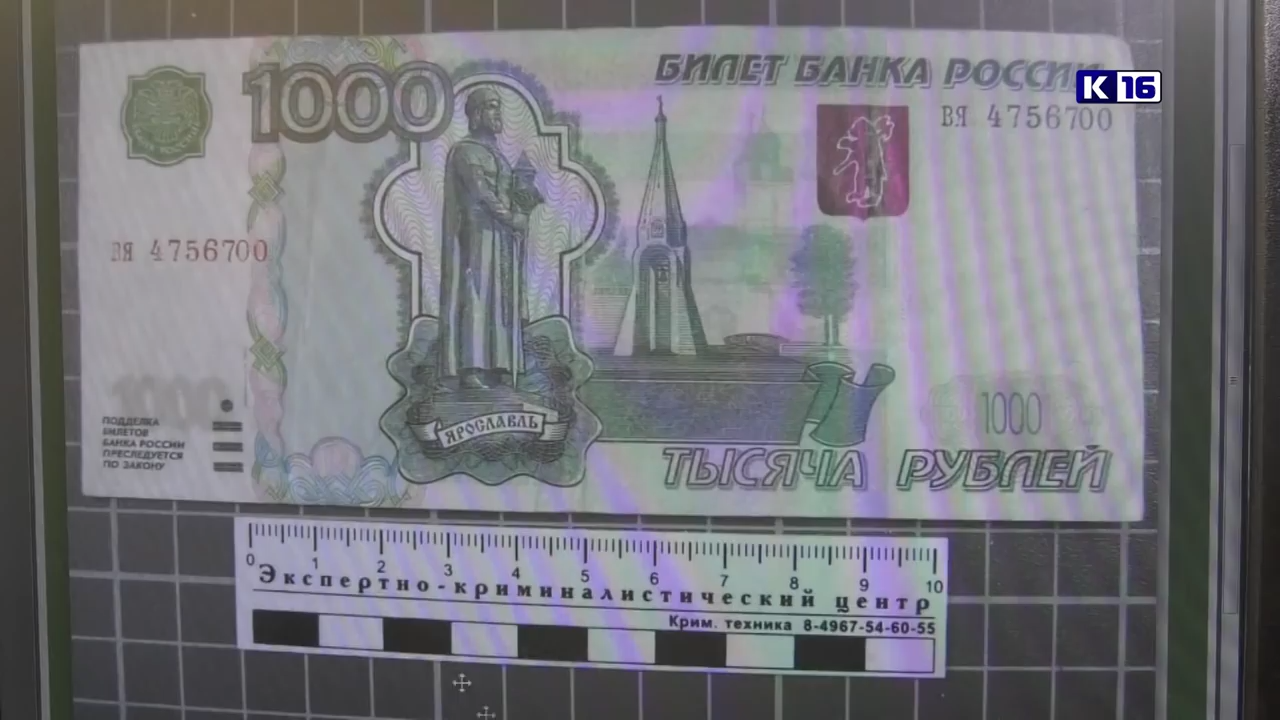 1000
БИЛЕТ БАНКА РОССИИ
К 16
ВЯ 4756700
ВЯ 4756700
1000
ПОДДЕЛКА
БИЛЕТОВ
БАНКА РОССИИ
ПРЕСЛЕДУЕТСЯ
ПО ЗАКОНУ
ЯРОСЛАВЛЬ
1000
ТЫСЯЧА РУБЛЕЙ
0 1 2 3 4 5 6 7 8 9 10
Экспертно-криминалистический центр
Крим. техника 8-4967-54-60-55